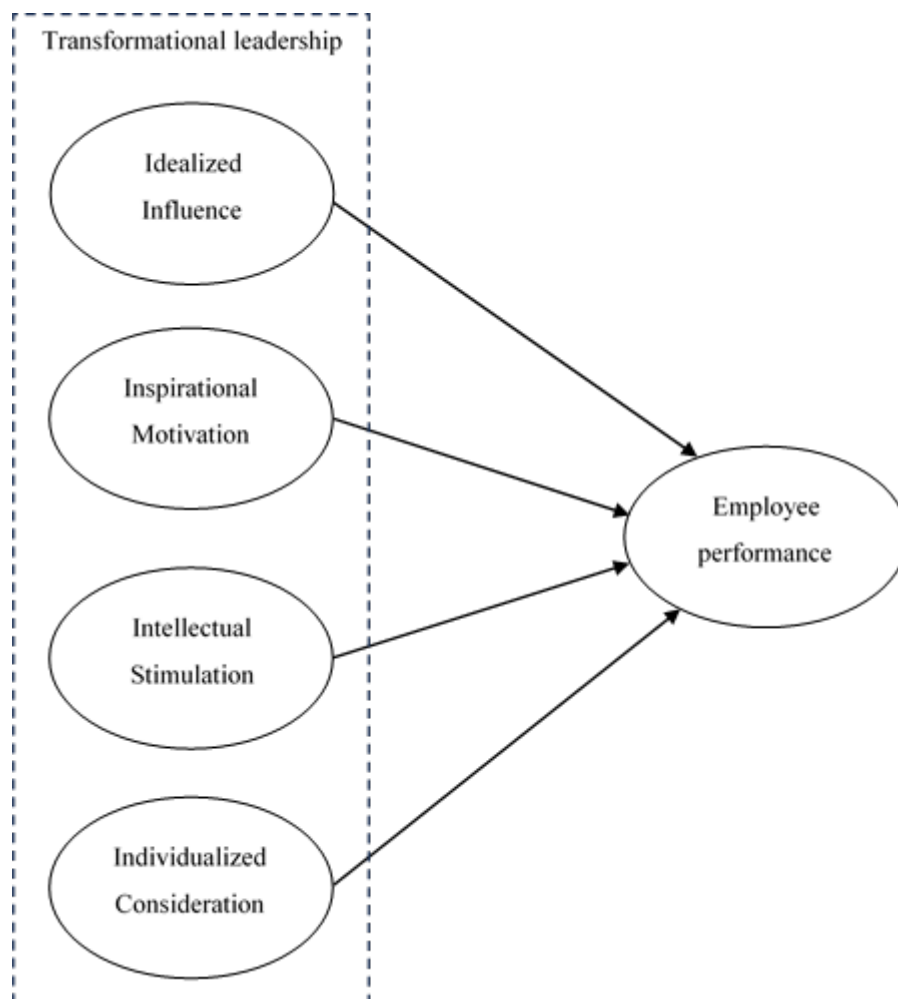 Transformational leadership
Idealized
Influence
Inspirational
Motivation
Intellectual
Stimulation
Individualized
Consideration
Employee
performance